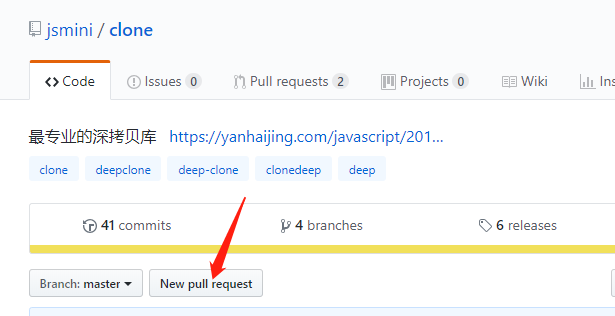 jsmini / clone
Code Issues 0 Pull requests 2 Projects 0 Wiki Ins
最专业的深拷贝库 https://yanhaijing.com/javascript/201...
clone deepclone deep-clone clonedeep deep
41 commits 4 branches 6 releases
Branch: master New pull request